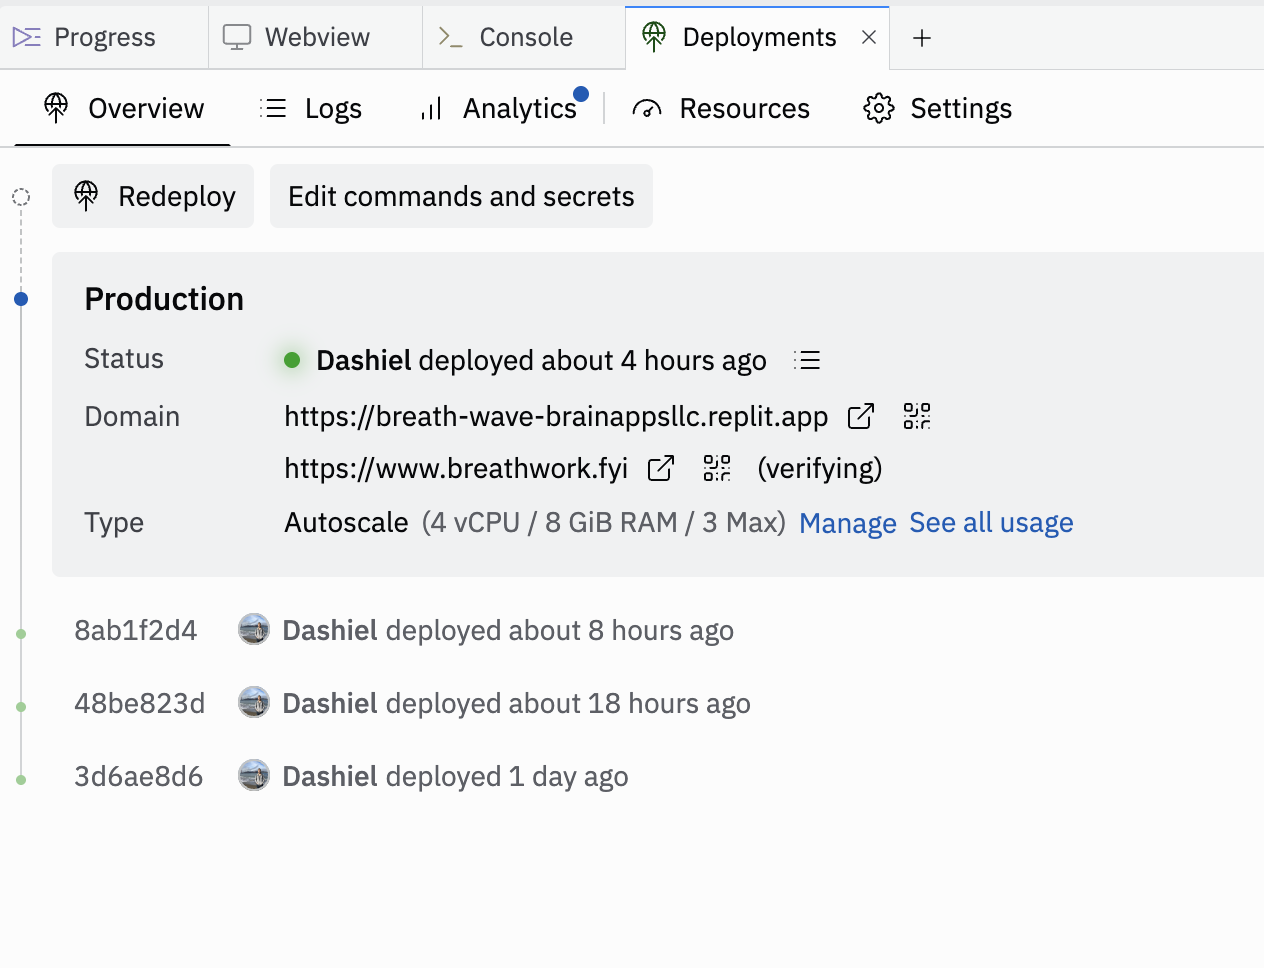 Progress Webview Console Deployments
Overview Logs Analytics Resources Settings
Redeploy Edit commands and secrets
Production
Status Dashiel deployed about 4 hours ago
Domain https://breath-wave-brainappsllc.replit.app
https://www.breathwork.fyi (verifying)
Type Autoscale (4 vCPU / 8 GiB RAM / 3 Max) Manage See all usage
8ab1f2d4 Dashiel deployed about 8 hours ago
48be823d Dashiel deployed about 18 hours ago
3d6ae8d6 Dashiel deployed 1 day ago